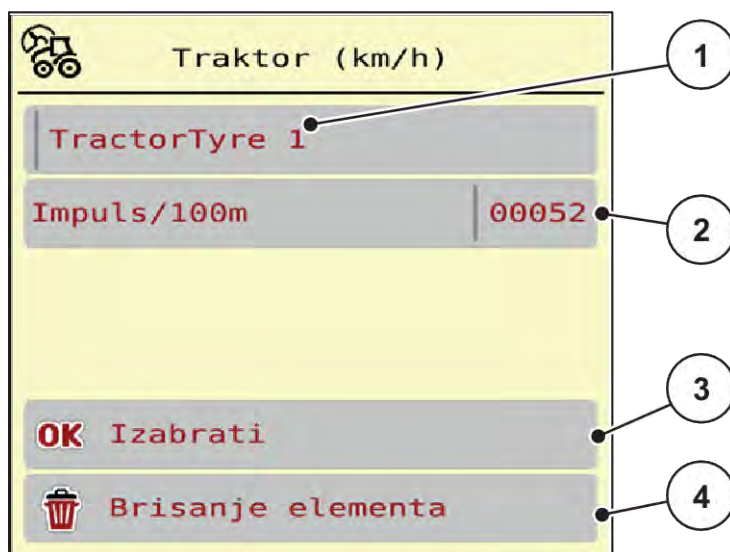 Traktor (km/h)
1
TractorTyre 1
Impuls/100m 00052
2
3
OK Izabrati
4
Brisanje elementa